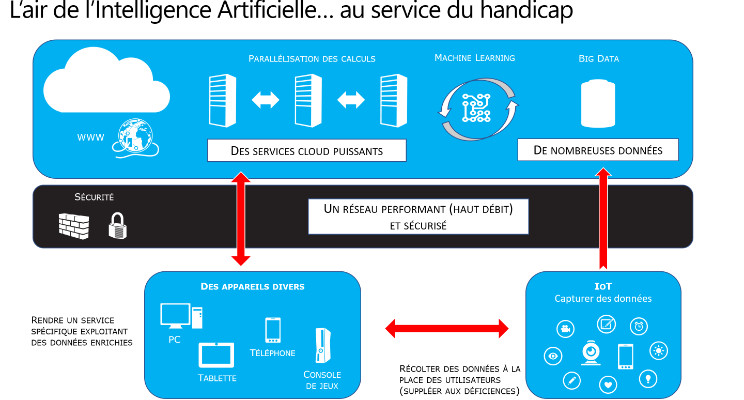 L'air de l'Intelligence Artificielle… au service du handicap
PARALLÉLISATION DES CALCULS
MACHINE LEARNING
BIG DATA
WWW
DES SERVICES CLOUD PUISSANTS
DE NOMBREUSES DONNÉES
SÉCURITÉ
UN RÉSEAU PERFORMANT (HAUT DÉBIT)
ET SÉCURISÉ
DES APPAREILS DIVERS
PC
TABLETTE
TÉLÉPHONE
CONSOLE
DE JEUX
IoT
Capturer des données
RENDRE UN SERVICE
SPÉCIFIQUE EXPLOITANT
DES DONNÉES ENRICHIES
RÉCOLTER DES DONNÉES À LA
PLACE DES UTILISATEURS
(SUPPLÉER AUX DÉFICIENCES)